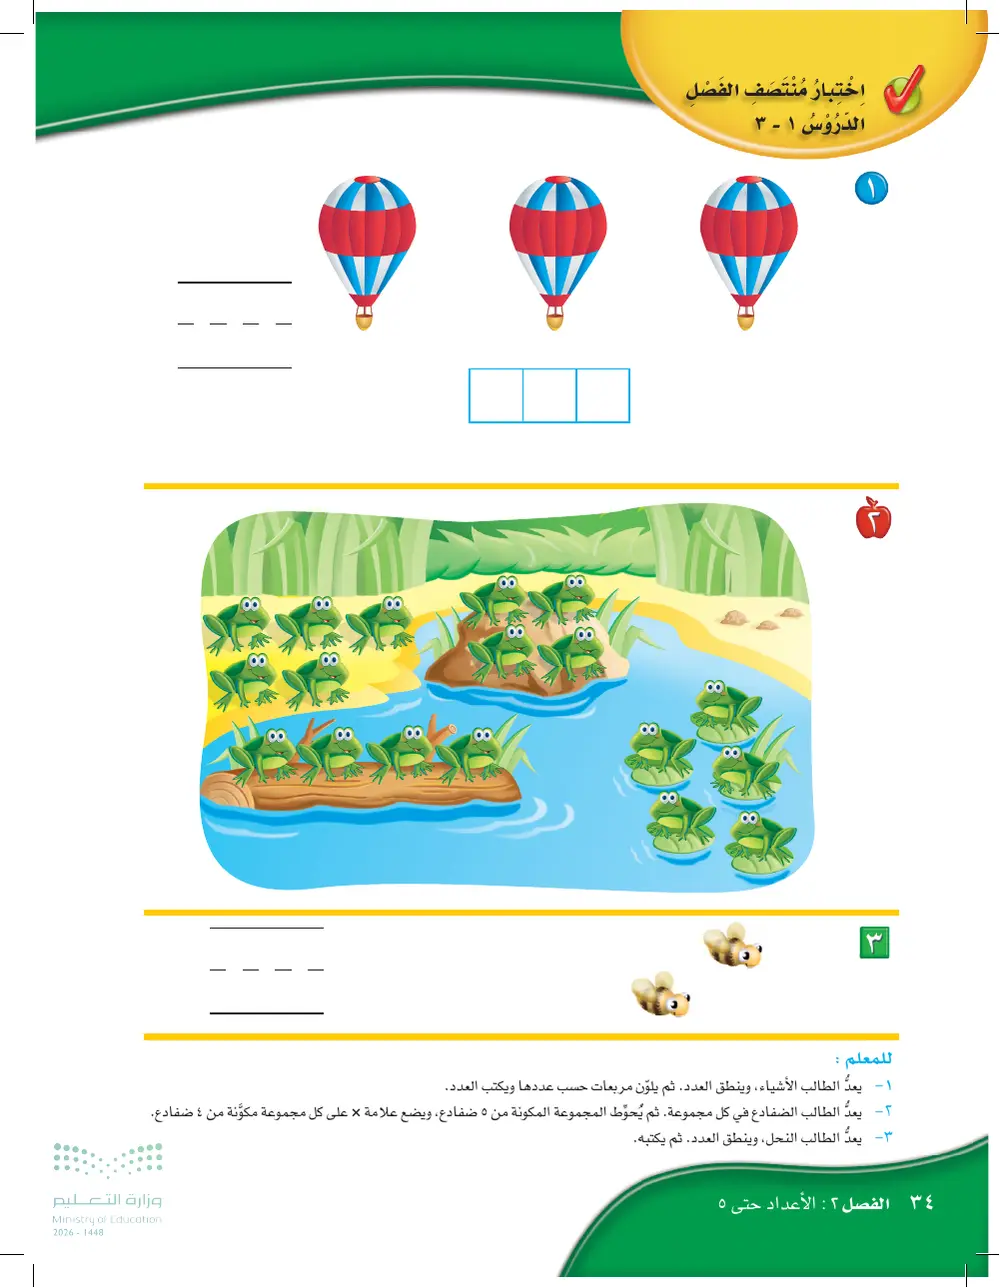 اِخْتِبارُ مُنْتَصَفِ الفَصْلِ
الدَرُوْسُ ١ - ٣
١
٢
٣
للمعلم :
١- يعدُّ الطالب الأشياء، وينطق العدد. ثم يلوّن مربعات حسب عددها ويكتب العدد.
٢- يعدُّ الطالب الضفادع في كل مجموعة. ثم يُحوِّط المجموعة المكونة من ٥ ضفادع، ويضع علامة × على كل مجموعة مكوَّنة من ٤ ضفادع.
٣- يعدُّ الطالب النحل، وينطق العدد. ثم يكتبه.
وزارة التعـــليم
Ministry of Education
2026 - 1448
٣٤ الفصل ٢ : الأعداد حتى ٥